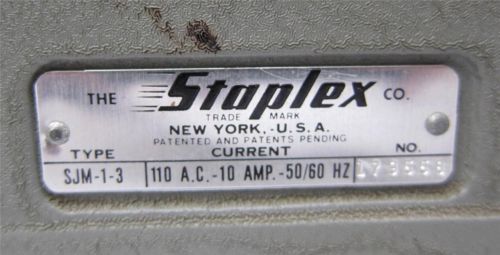 THE Staplex CO.
TRADE MARK
NEW YORK, - U.S.A.
PATENTED AND PATENTS PENDING
TYPE CURRENT NO.
SJM-1-3 110 A.C.-10 AMP.-50/60 HZ